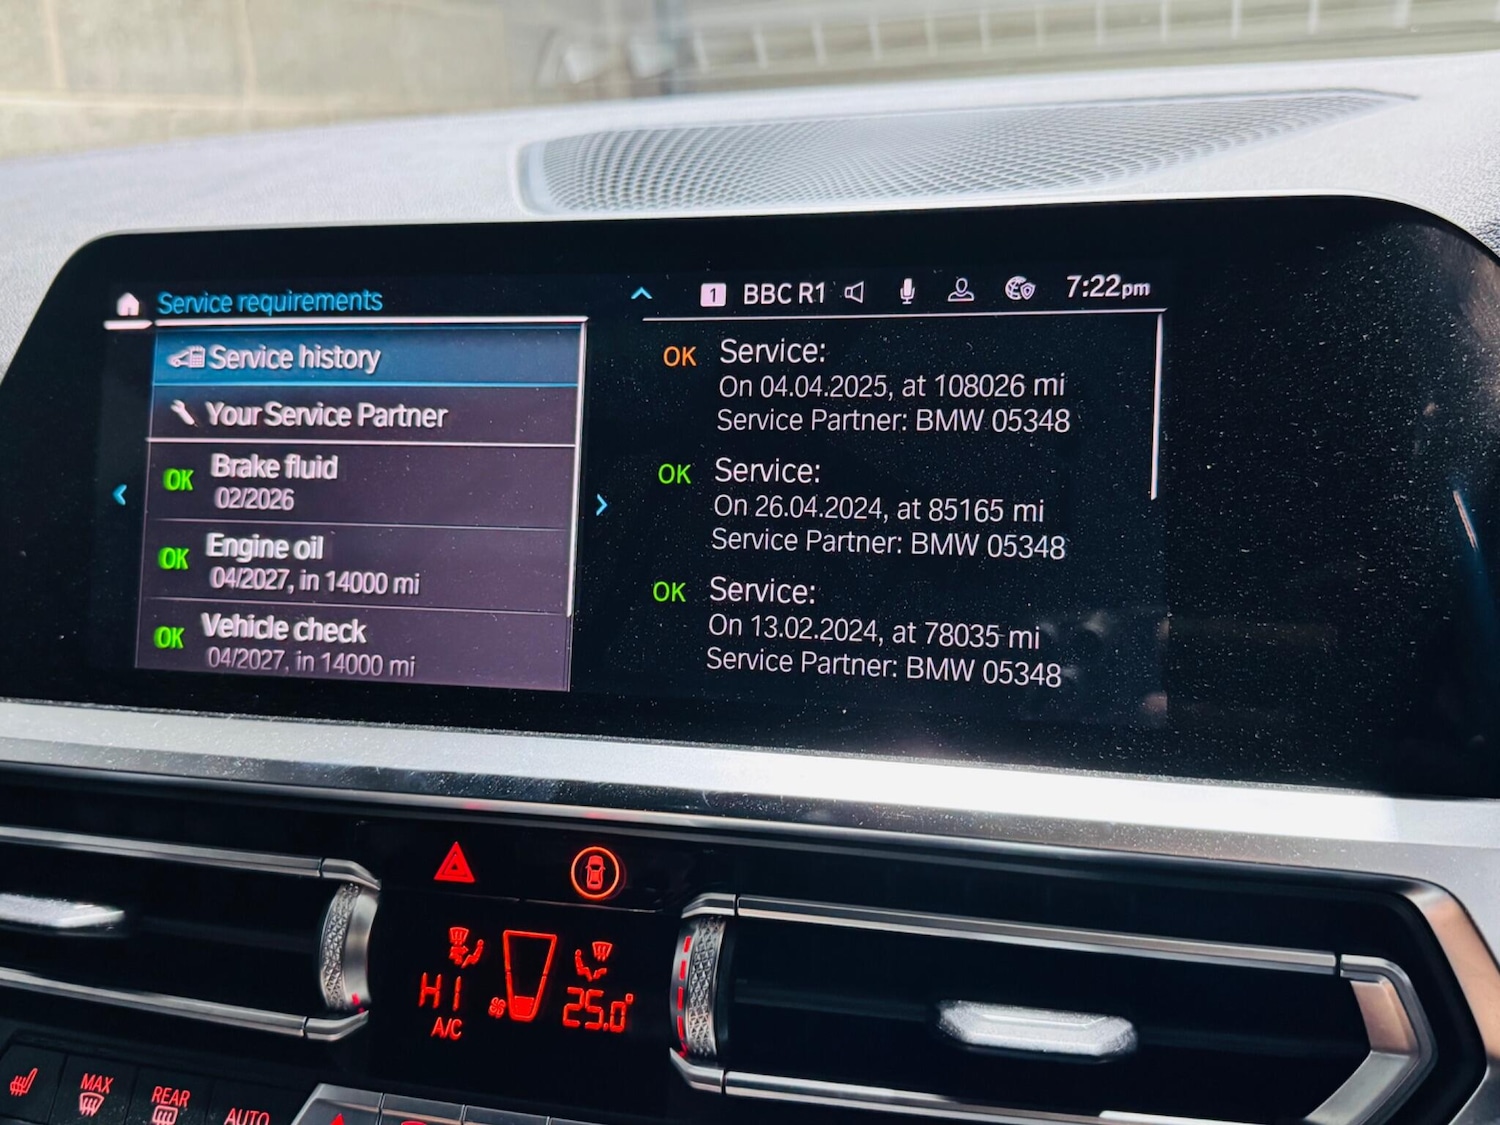 Service requirements
Service history
Your Service Partner
OK Brake fluid
02/2026
OK Engine oil
04/2027, in 14000 mi
OK Vehicle check
04/2027, in 14000 mi
1 BBC R1 7:22pm
OK Service:
On 04.04.2025, at 108026 mi
Service Partner: BMW 05348
OK Service:
On 26.04.2024, at 85165 mi
Service Partner: BMW 05348
OK Service:
On 13.02.2024, at 78035 mi
Service Partner: BMW 05348
HI 25.0°
A/C
MAX
REAR
AUTO